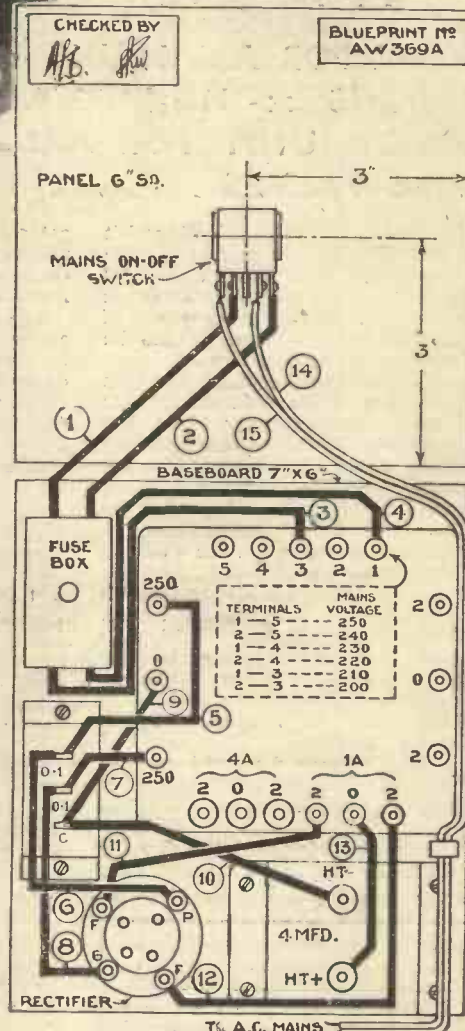 CHECKED BY
BLUEPRINT No
AW369A
PANEL 6" SQ.
3"
MAINS ON-OFF
SWITCH
3"
14
1
2
15
BASEBOARD 7"X6"
3
4
FUSE
BOX
5 4 3 2 1
250
TERMINALS MAINS
VOLTAGE
1 — 5 ---- 250
2 — 5 ---- 240
1 — 4 ---- 230
2 — 4 ---- 220
1 — 3 ---- 210
2 — 3 ---- 200
2
0
0
9
5
0·1
7
250
2
4A
1A
0·1
2 0 2
2 0 2
C
11
13
10
HT-
6
F
P
4·MFD.
8
G
F
12
HT+
RECTIFIER
TO A.C. MAINS